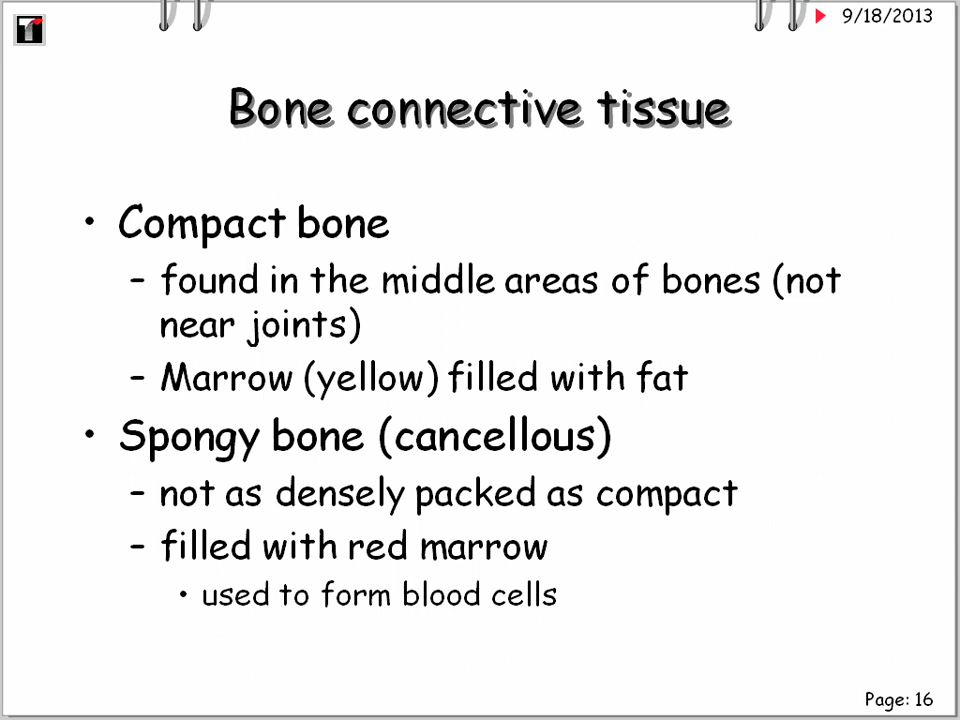 9/18/2013
Bone connective tissue
• Compact bone
– found in the middle areas of bones (not
near joints)
– Marrow (yellow) filled with fat
• Spongy bone (cancellous)
– not as densely packed as compact
– filled with red marrow
• used to form blood cells
Page: 16